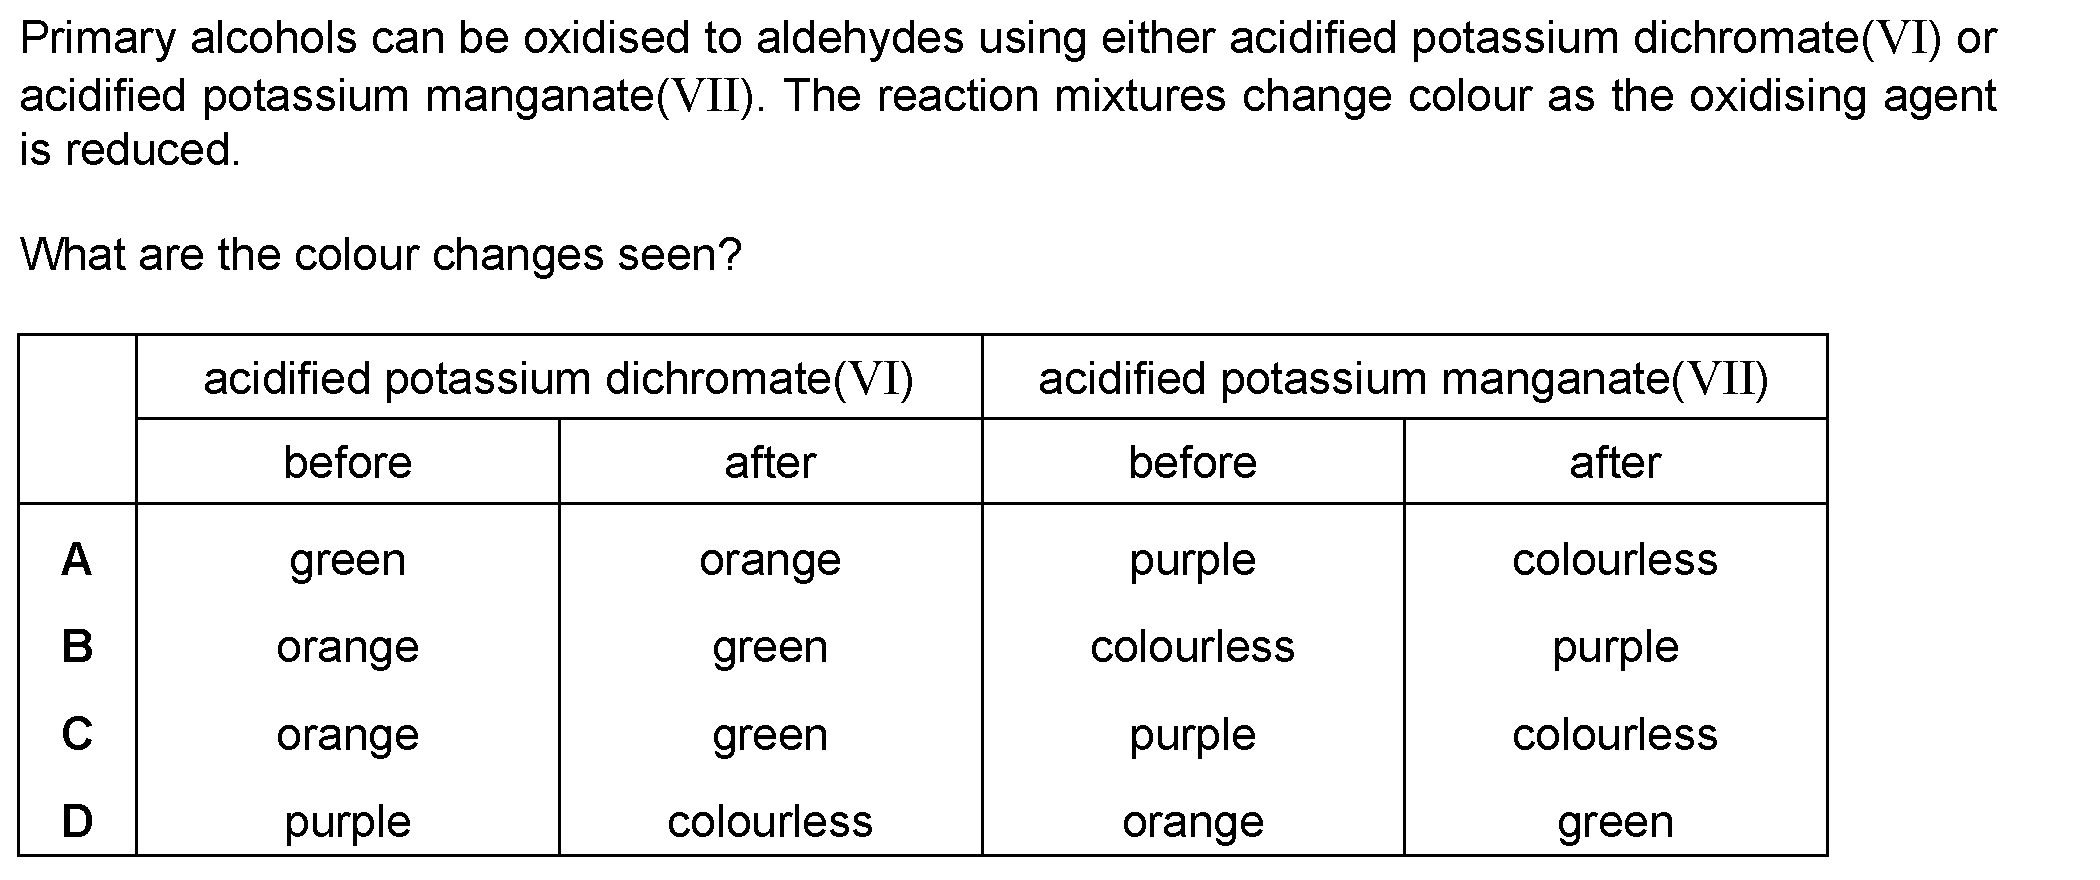 Primary alcohols can be oxidised to aldehydes using either acidified potassium dichromate(VI) or
acidified potassium manganate(VII). The reaction mixtures change colour as the oxidising agent
is reduced.
What are the colour changes seen?
acidified potassium dichromate(VI) acidified potassium manganate(VII)
before after before after
A green orange purple colourless
B orange green colourless purple
C orange green purple colourless
D purple colourless orange green